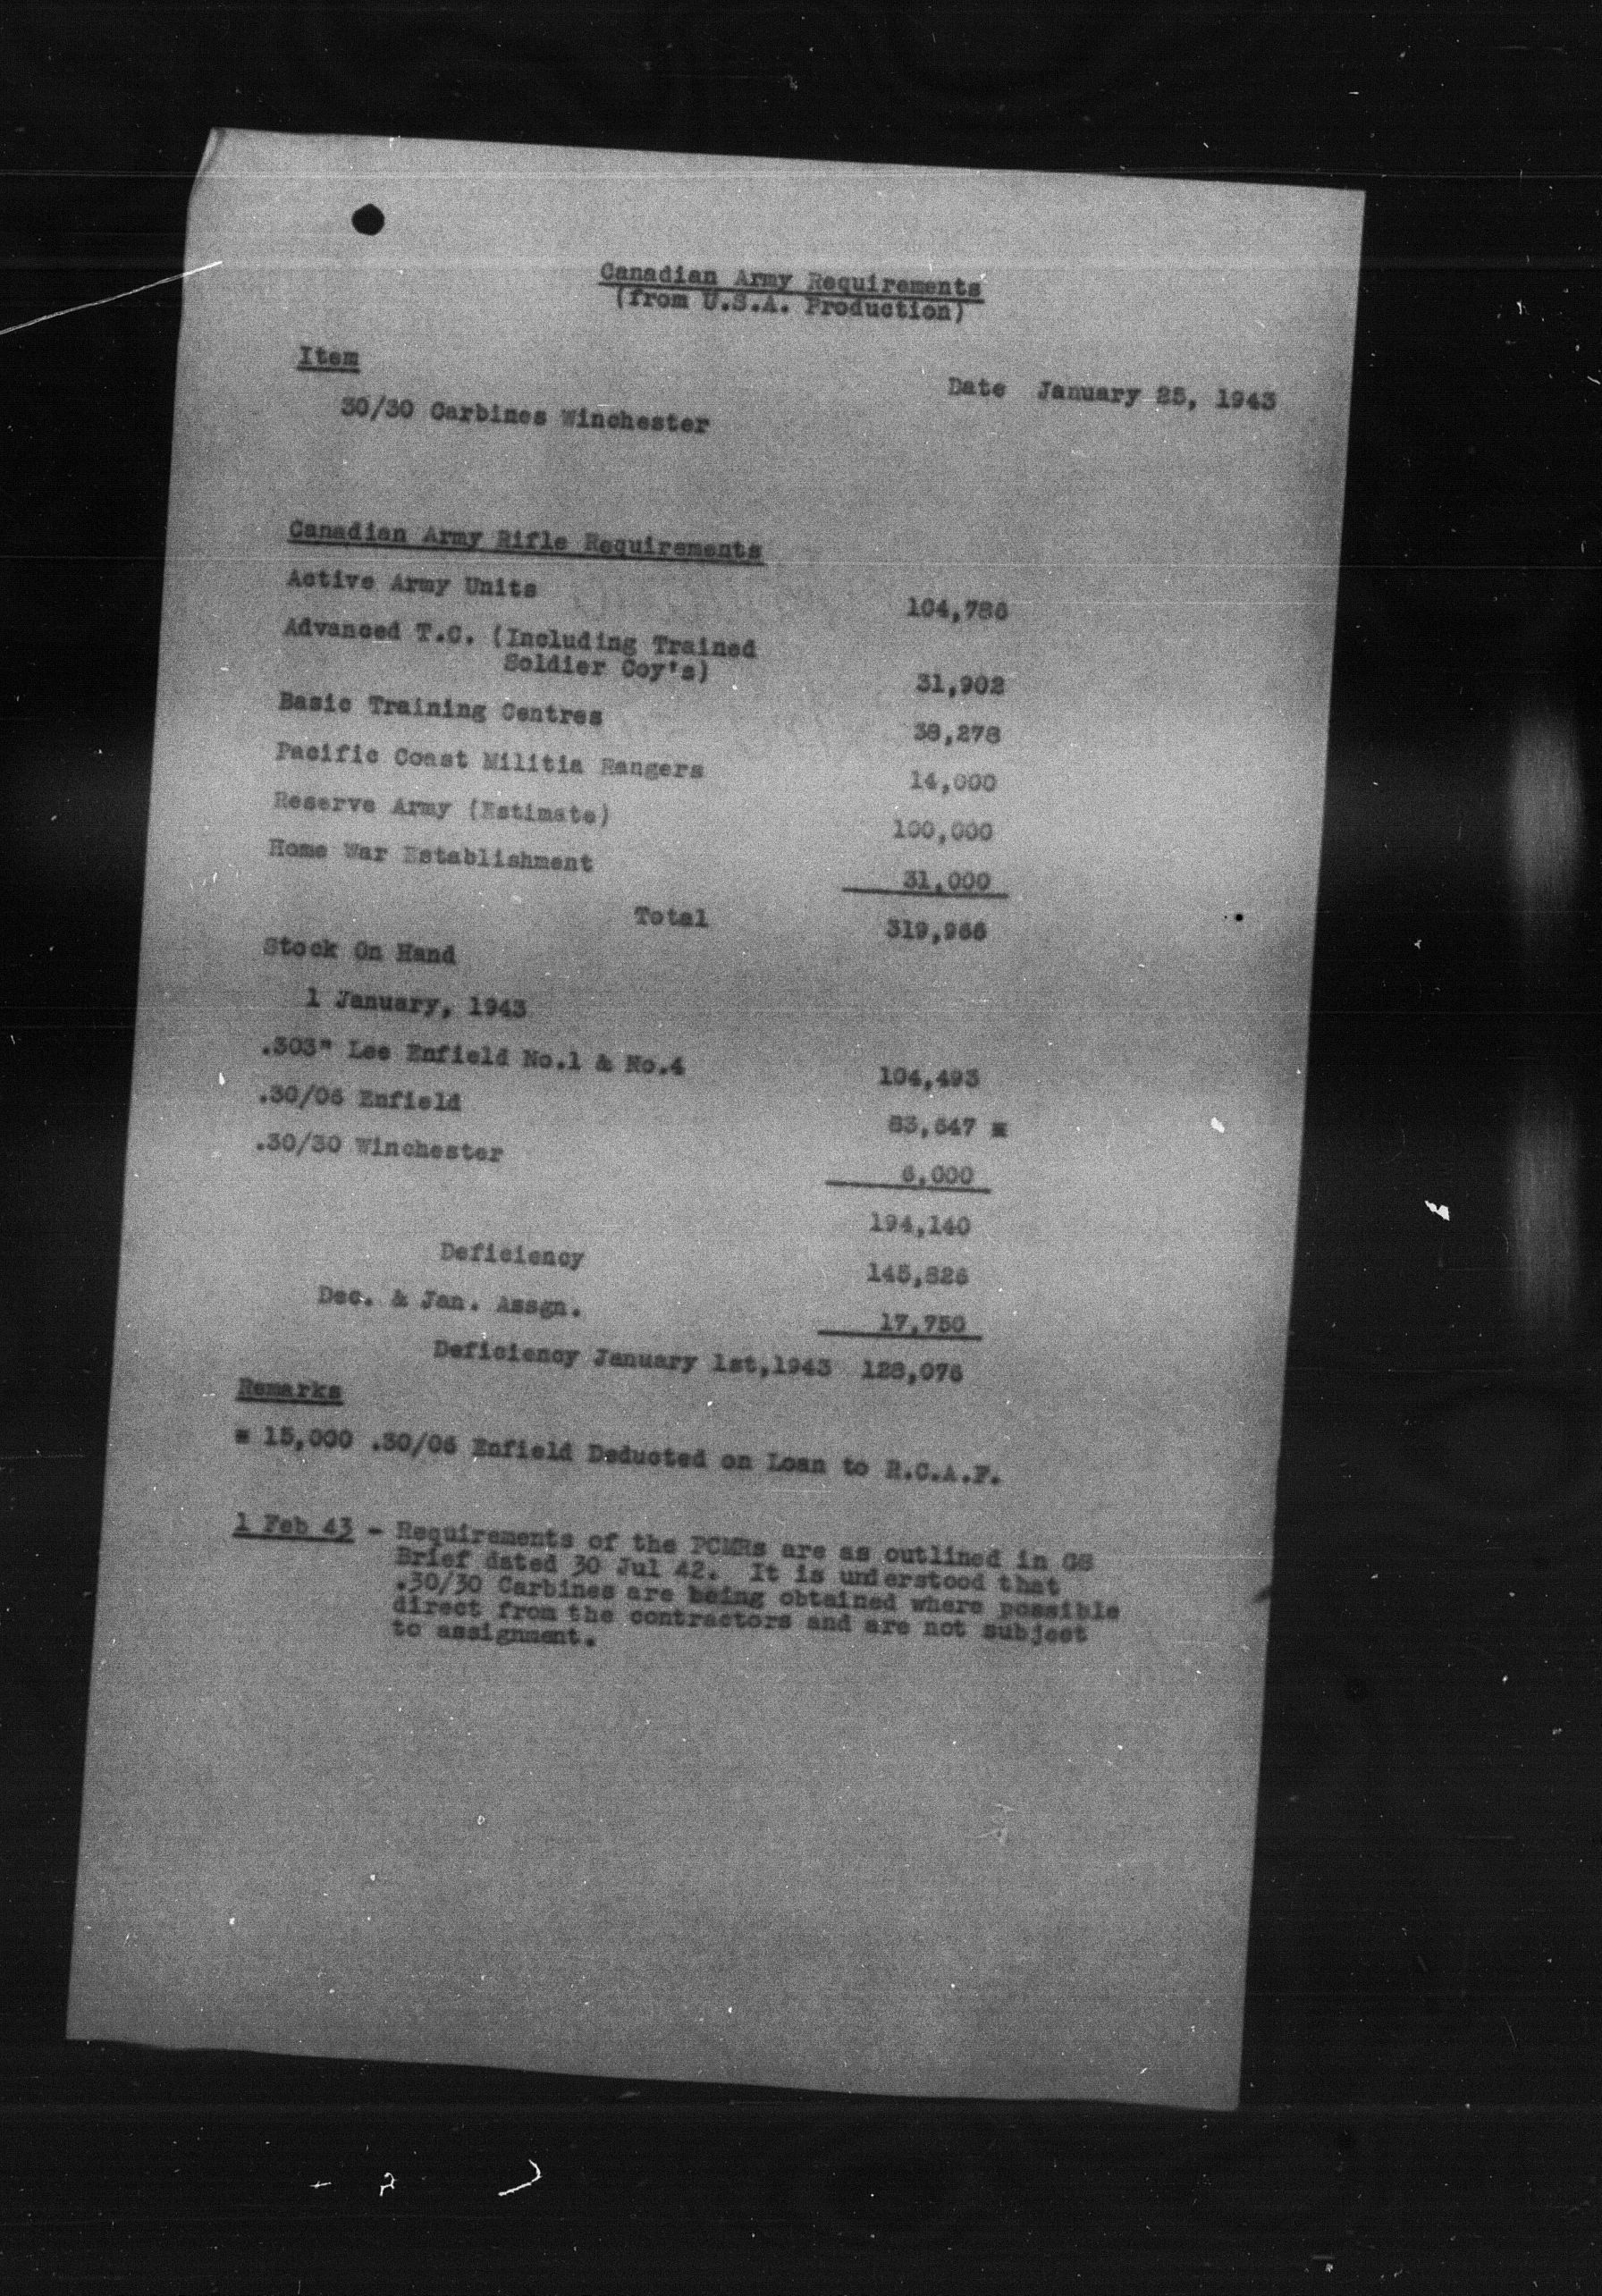 Canadian Army Requirements
(from U.S.A. Production)
Item
Date January 25, 1943
30/30 Carbines Winchester
Canadian Army Rifle Requirements
Active Army Units 104,786
Advanced T.C. (Including Trained
Soldier Coy's) 31,902
Basic Training Centres 38,278
Pacific Coast Militia Rangers 14,000
Reserve Army (Estimate) 100,000
Home War Establishment 31,000
Total 319,966
Stock On Hand
1 January, 1943
.303" Lee Enfield No.1 & No.4 104,493
.30/06 Enfield 83,647 *
.30/30 Winchester 6,000
194,140
Deficiency 145,826
Dec. & Jan. Assgn. 17,750
Deficiency January 1st,1943 128,076
Remarks
* 15,000 .30/06 Enfield Deducted on Loan to R.C.A.F.
1 Feb 43 - Requirements of the PCMRs are as outlined in GS
Brief dated 30 Jul 42. It is understood that
.30/30 Carbines are being obtained where possible
direct from the contractors and are not subject
to assignment.